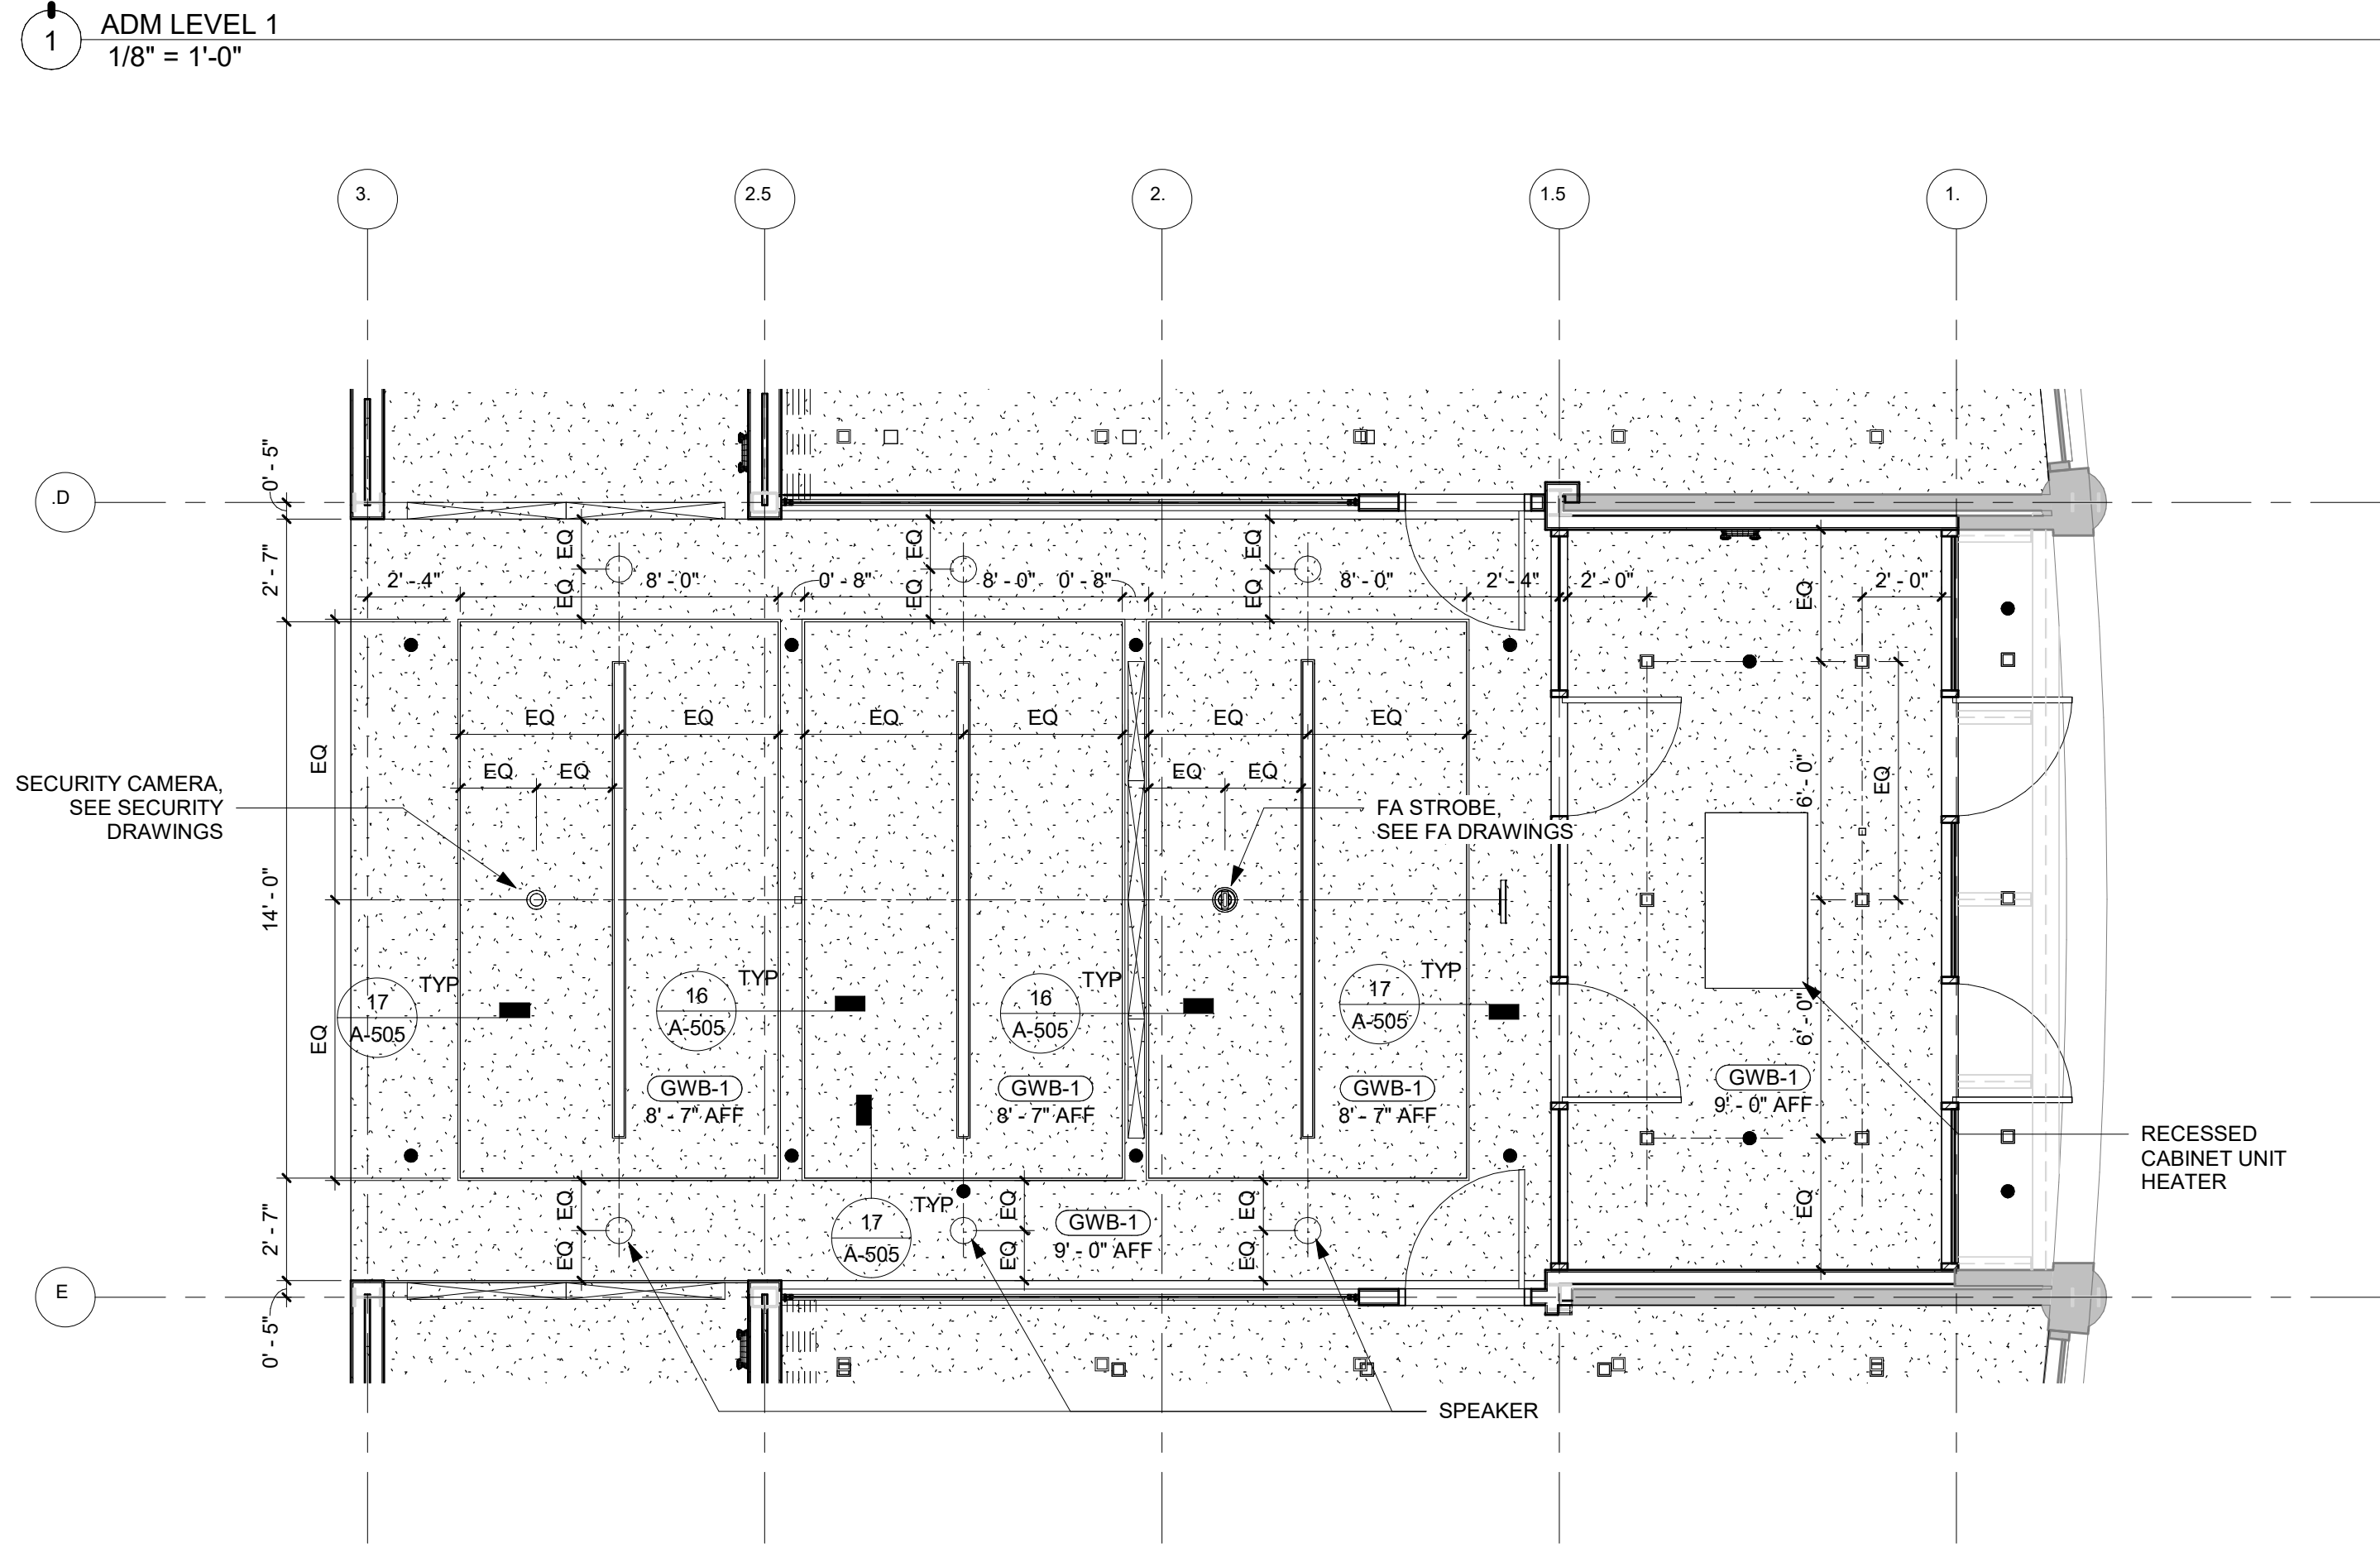 1
ADM LEVEL 1
1/8" = 1'-0"
3.
2.5
2.
1.5
1.
.D
E
0' - 5"
2' - 7"
14' - 0"
2' - 7"
0' - 5"
EQ
EQ
EQ
EQ
EQ
EQ
EQ
EQ
2' - 4"
8' - 0"
0' - 8"
8' - 0"
0' - 8"
8' - 0"
2' - 4"
2' - 0"
2' - 0"
EQ
EQ
EQ
EQ
EQ
EQ
EQ
EQ
EQ
EQ
EQ
6' - 0"
EQ
6' - 0"
EQ
SECURITY CAMERA,
SEE SECURITY
DRAWINGS
FA STROBE,
SEE FA DRAWINGS
17
A-505
TYP
16
A-505
TYP
16
A-505
TYP
17
A-505
TYP
GWB-1
8' - 7" AFF
GWB-1
8' - 7" AFF
GWB-1
8' - 7" AFF
GWB-1
9' - 0" AFF
17
A-505
TYP
GWB-1
9' - 0" AFF
EQ
EQ
EQ
EQ
EQ
EQ
RECESSED
CABINET UNIT
HEATER
SPEAKER